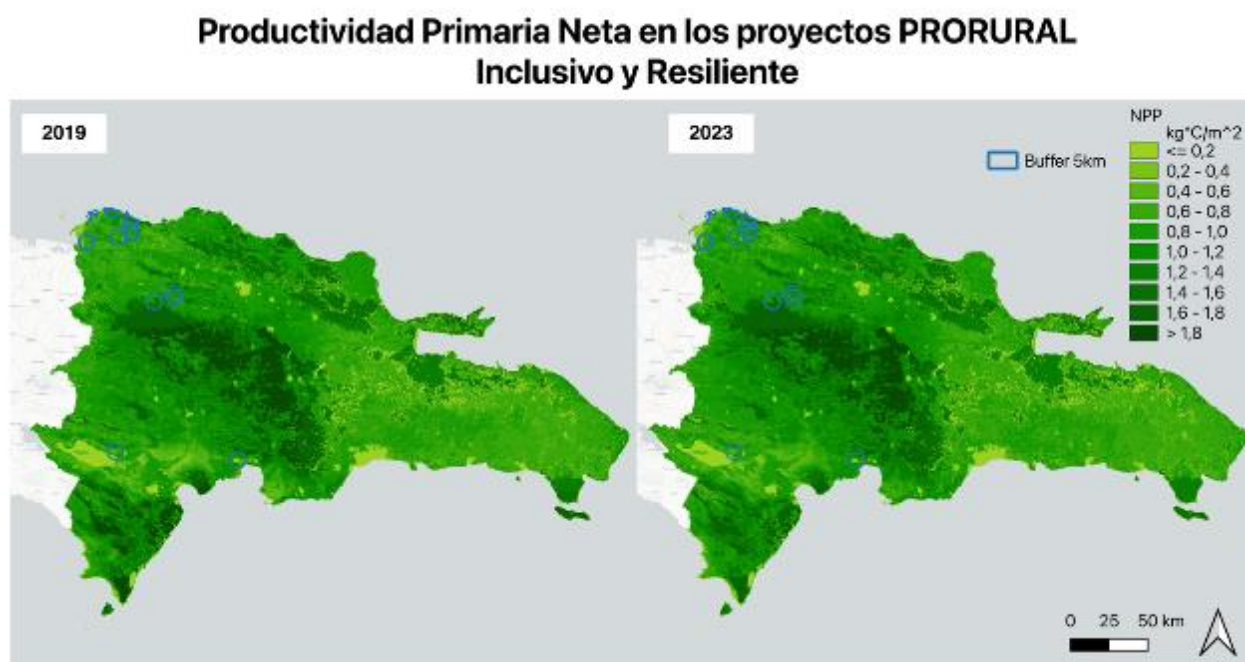 Productividad Primaria Neta en los proyectos PRORURAL
Inclusivo y Resiliente
2019
2023
Buffer 5km
NPP
kg*C/m^2
<= 0,2
0,2 - 0,4
0,4 - 0,6
0,6 - 0,8
0,8 - 1,0
1,0 - 1,2
1,2 - 1,4
1,4 - 1,6
1,6 - 1,8
> 1,8
0 25 50 km